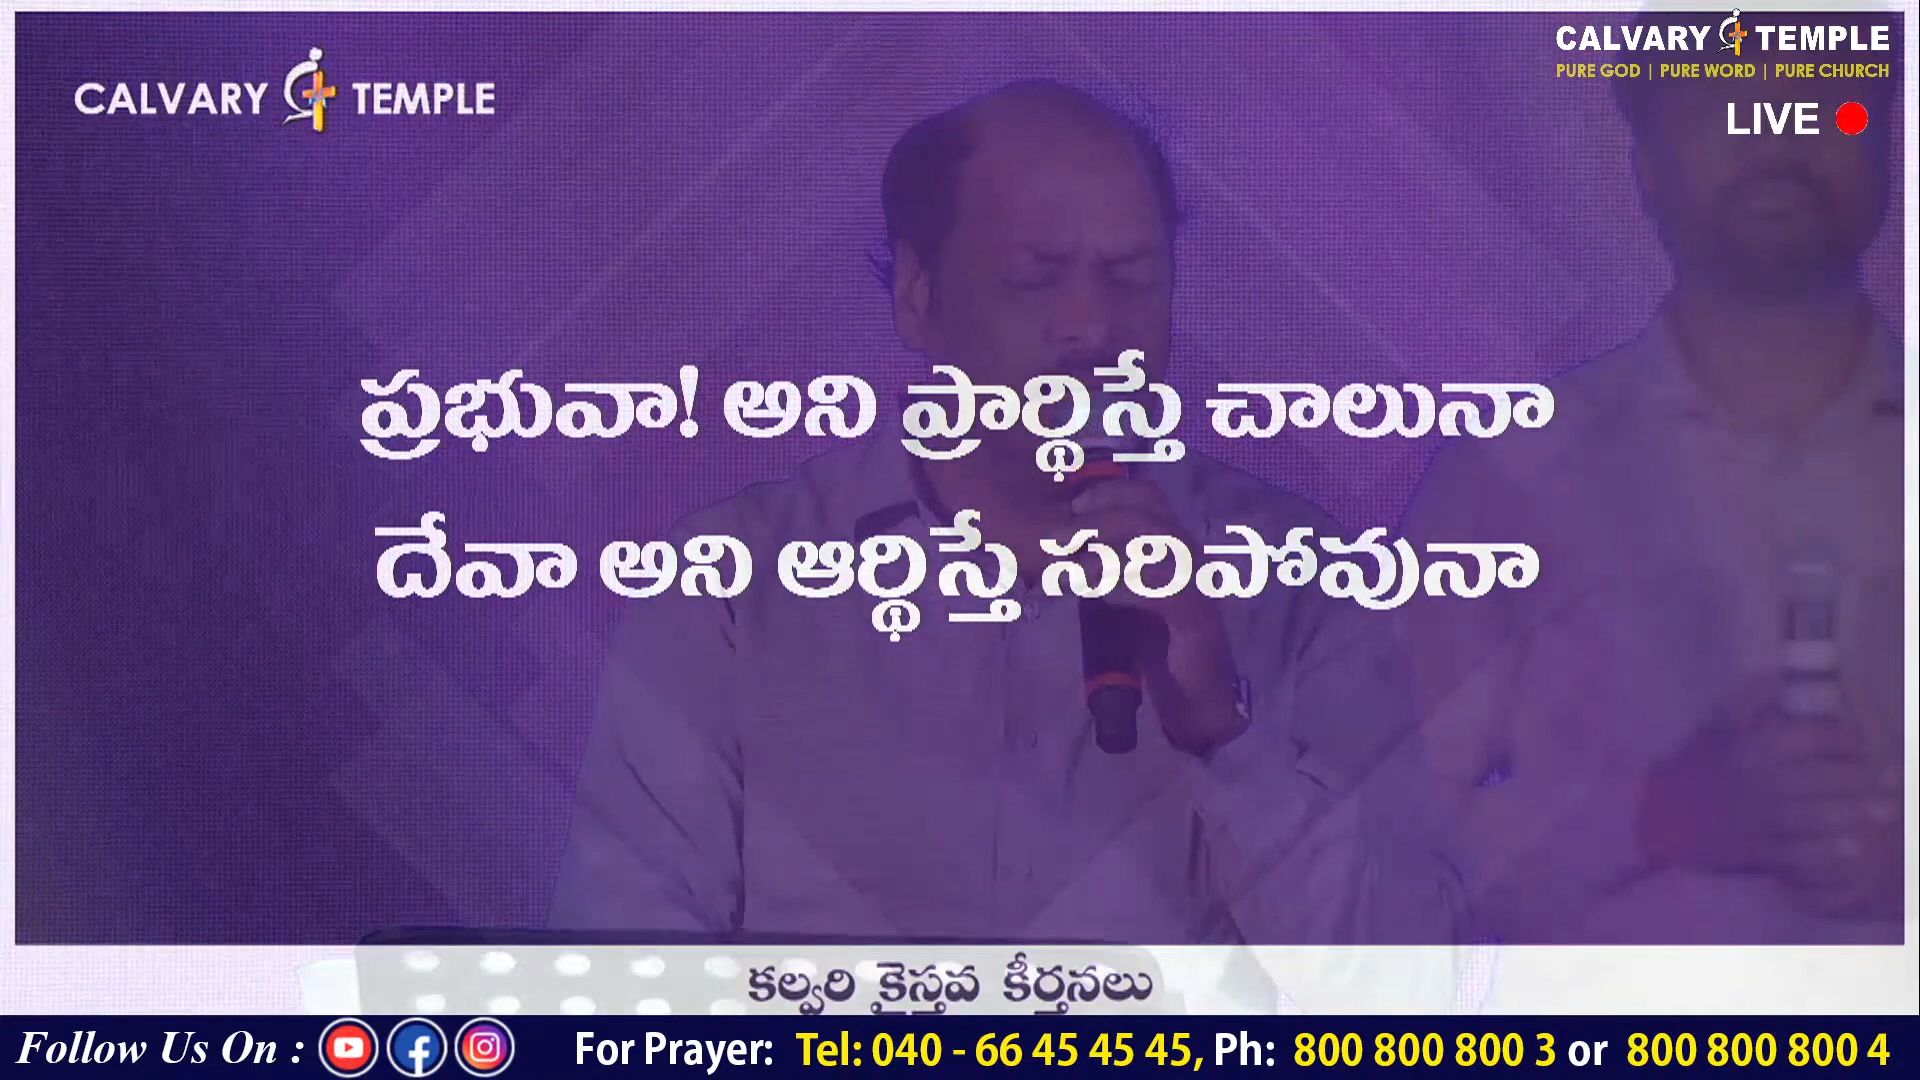 CALVARY TEMPLE
CALVARY TEMPLE
PURE GOD | PURE WORD | PURE CHURCH
LIVE
ప్రభువా! అని ప్రార్థిస్తే చాలునా
దేవా అని ఆర్థిస్తే సరిపోవునా
కల్వరి క్రైస్తవ కీర్తనలు
Follow Us On :
For Prayer: Tel: 040 - 66 45 45 45, Ph: 800 800 800 3 or 800 800 800 4